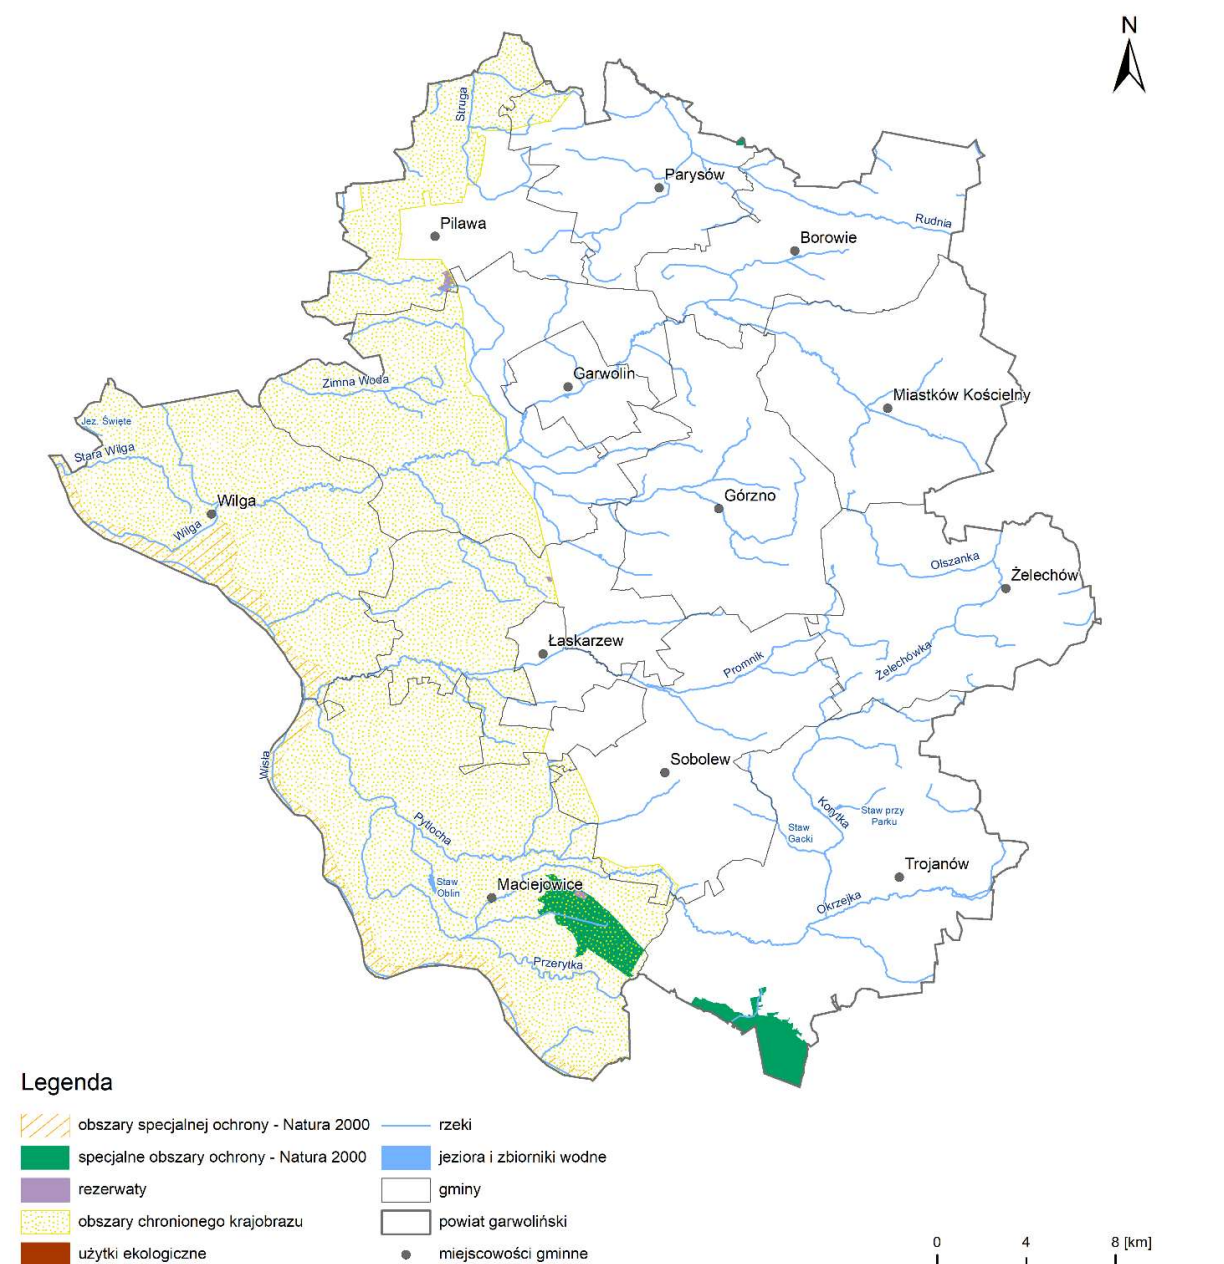 N
Struga
Parysów
Pilawa
Rudnia
Borowie
Garwolin
Zimna Woda
Miastków Kościelny
Jez. Święte
Stara Wilga
Wilga
Górzno
Wilga
Olszanka
Żelechów
Łaskarzew
Promnik
Żelechówka
Wisła
Sobolew
Korytka
Staw przy
Parku
Staw
Gacki
Pytlocha
Trojanów
Staw
Oblin
Maciejowice
Okrzejka
Przerytka
Legenda
obszary specjalnej ochrony - Natura 2000
rzeki
specjalne obszary ochrony - Natura 2000
jeziora i zbiorniki wodne
rezerwaty
gminy
obszary chronionego krajobrazu
powiat garwoliński
użytki ekologiczne
miejscowości gminne
0 4 8 [km]